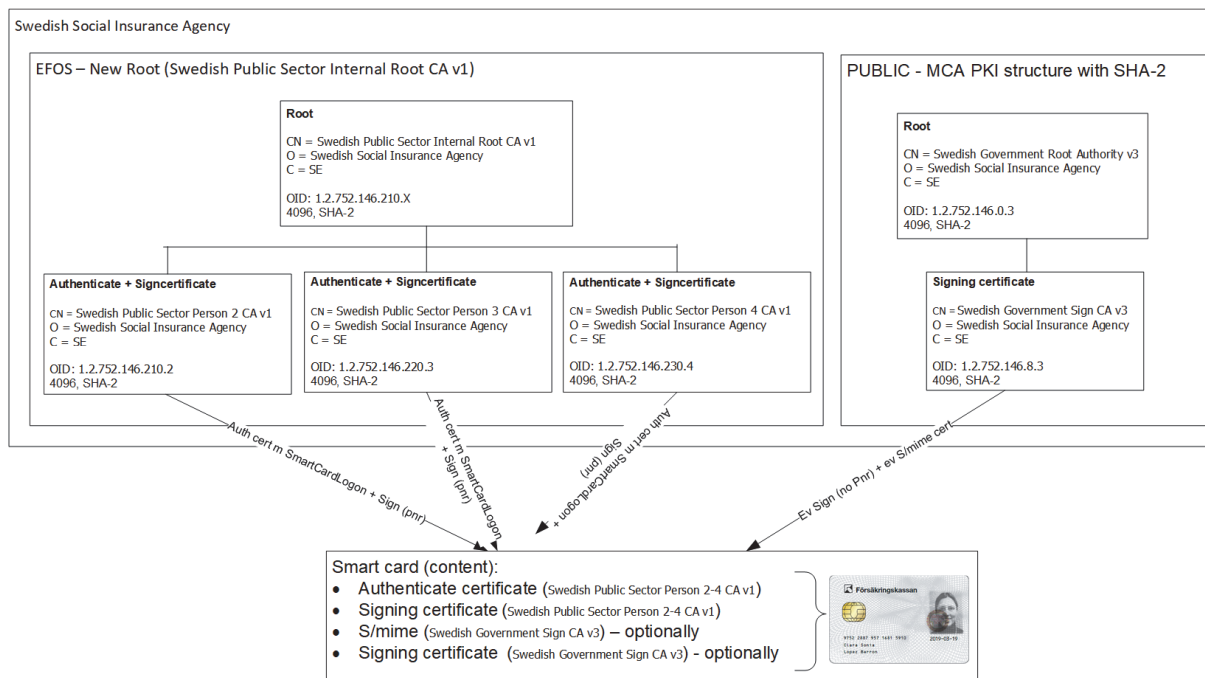 Swedish Social Insurance Agency
EFOS – New Root (Swedish Public Sector Internal Root CA v1)
Root
CN = Swedish Public Sector Internal Root CA v1
O = Swedish Social Insurance Agency
C = SE
OID: 1.2.752.146.210.X
4096, SHA-2
Authenticate + Signcertificate
CN = Swedish Public Sector Person 2 CA v1
O = Swedish Social Insurance Agency
C = SE
OID: 1.2.752.146.210.2
4096, SHA-2
Authenticate + Signcertificate
CN = Swedish Public Sector Person 3 CA v1
O = Swedish Social Insurance Agency
C = SE
OID: 1.2.752.146.220.3
4096, SHA-2
Authenticate + Signcertificate
CN = Swedish Public Sector Person 4 CA v1
O = Swedish Social Insurance Agency
C = SE
OID: 1.2.752.146.230.4
4096, SHA-2
PUBLIC - MCA PKI structure with SHA-2
Root
CN = Swedish Government Root Authority v3
O = Swedish Social Insurance Agency
C = SE
OID: 1.2.752.146.0.3
4096, SHA-2
Signing certificate
CN = Swedish Government Sign CA v3
O = Swedish Social Insurance Agency
C = SE
OID: 1.2.752.146.8.3
4096, SHA-2
Auth cert m SmartCardLogon + Sign (pnr)
Auth cert m SmartCardLogon
+ Sign (pnr)
Auth cert m SmartCardLogon +
Sign (pnr)
Ev Sign (no Pnr) + ev S/mime cert
Smart card (content):
• Authenticate certificate (Swedish Public Sector Person 2-4 CA v1)
• Signing certificate (Swedish Public Sector Person 2-4 CA v1)
• S/mime (Swedish Government Sign CA v3) – optionally
• Signing certificate (Swedish Government Sign CA v3) - optionally
Försäkringskassan
2019-03-19
Clara Sonia
Lopez Barron